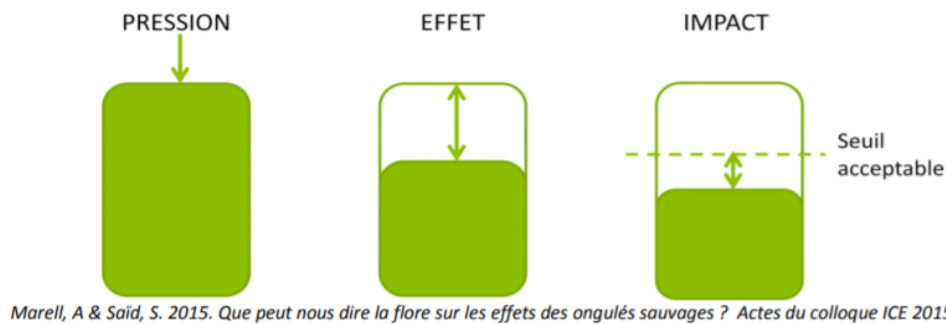 PRESSION EFFET IMPACT
Seuil
acceptable
Marell, A & Saïd, S. 2015. Que peut nous dire la flore sur les effets des ongulés sauvages ? Actes du colloque ICE 2015